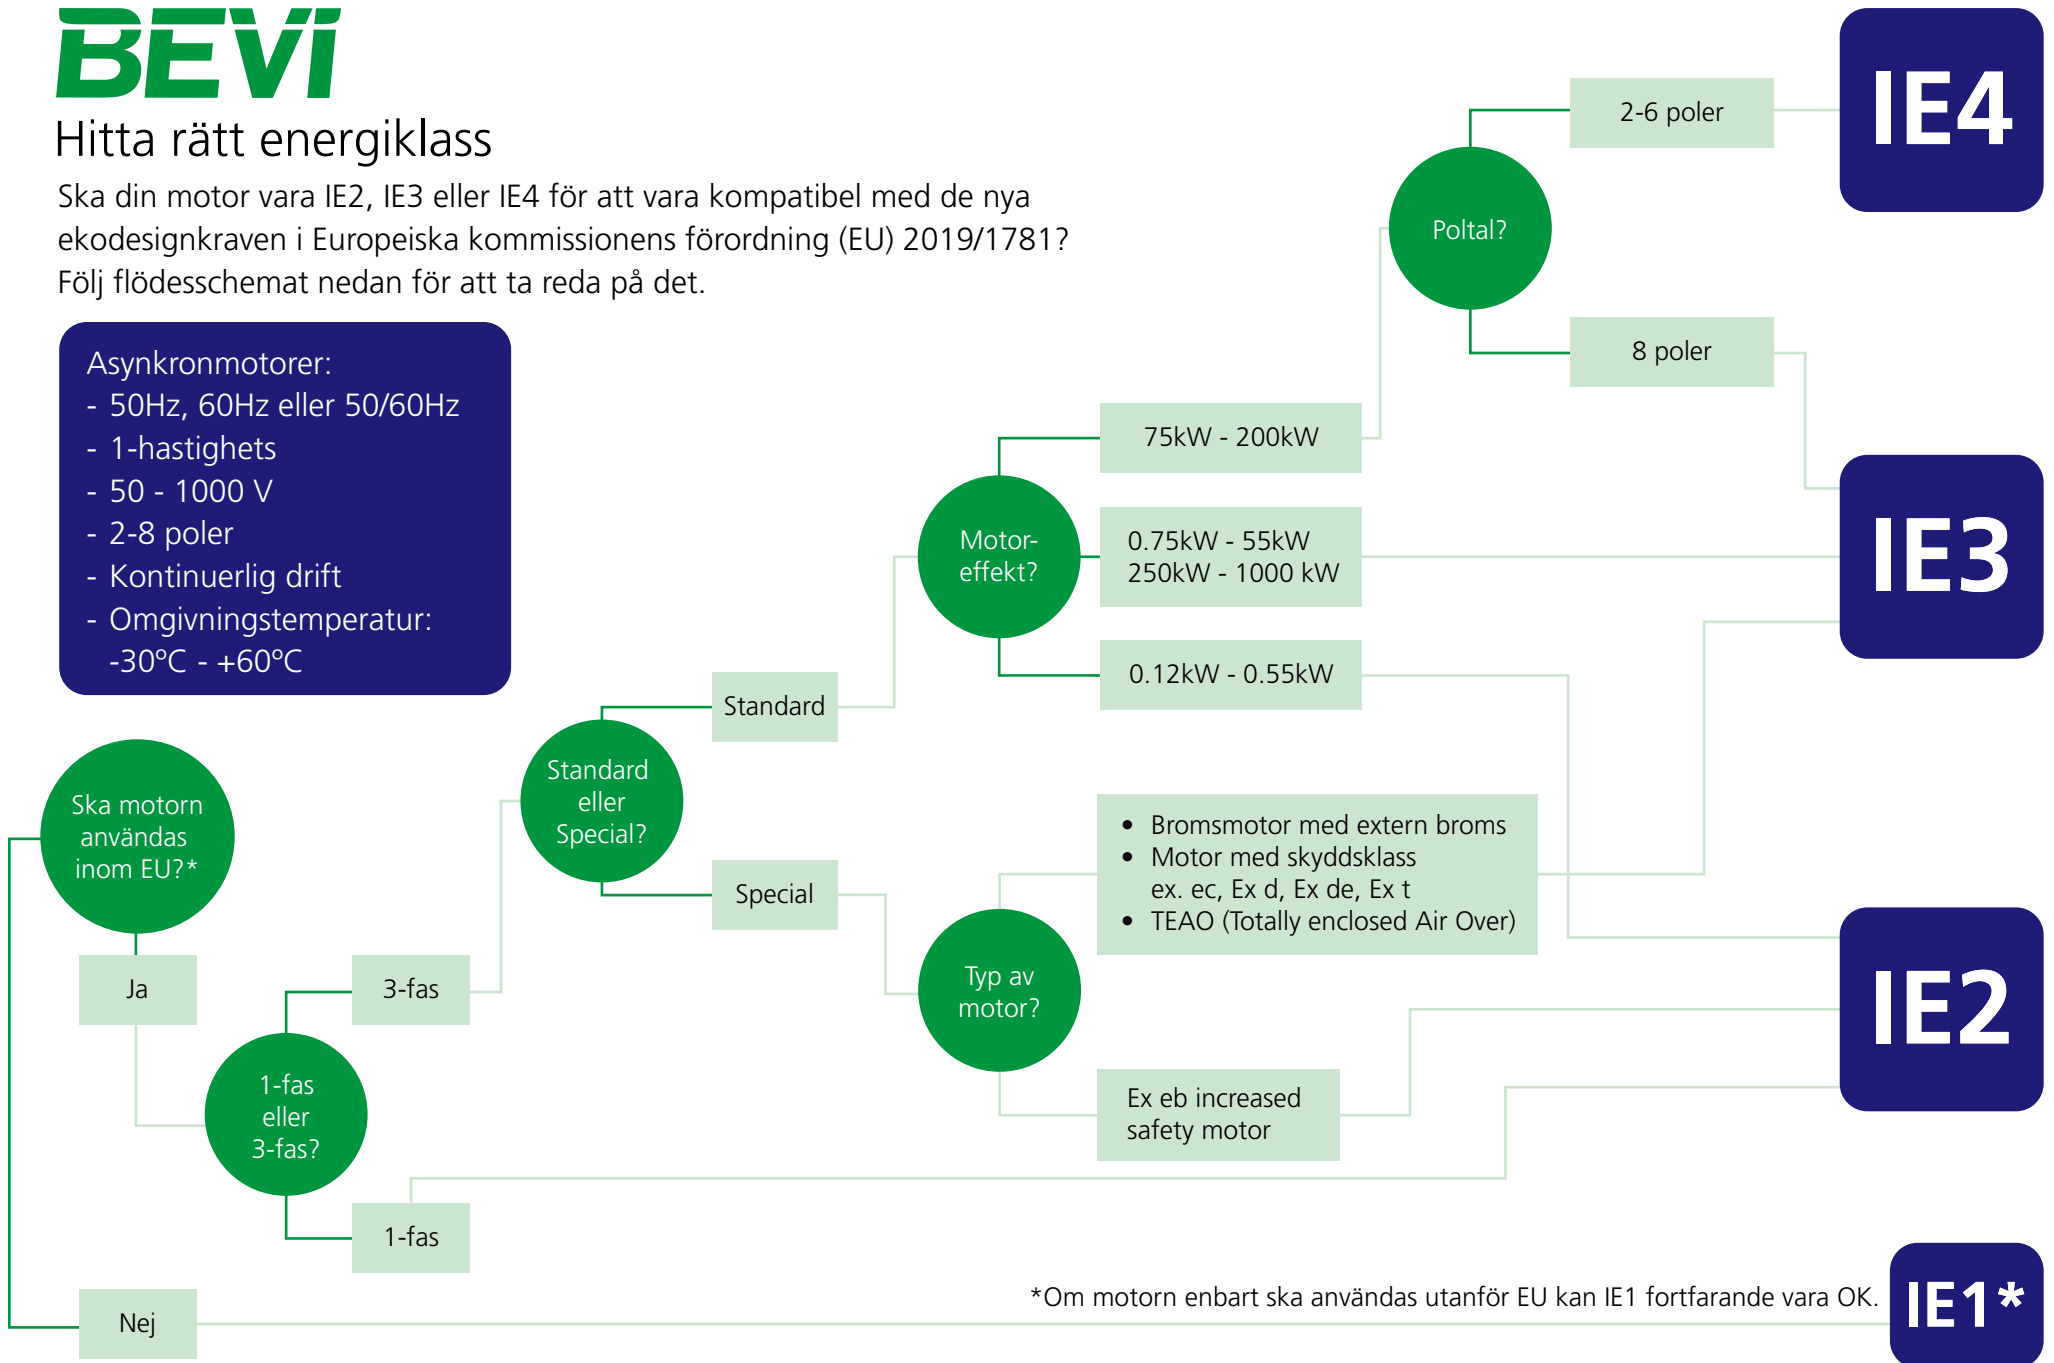 BEVI
Hitta rätt energiklass
Ska din motor vara IE2, IE3 eller IE4 för att vara kompatibel med de nya
ekodesignkraven i Europeiska kommissionens förordning (EU) 2019/1781?
Följ flödesschemat nedan för att ta reda på det.
Asynkronmotorer:
- 50Hz, 60Hz eller 50/60Hz
- 1-hastighets
- 50 - 1000 V
- 2-8 poler
- Kontinuerlig drift
- Omgivningstemperatur:
-30°C - +60°C
Ska motorn
användas
inom EU?*
Ja
Nej
1-fas
eller
3-fas?
3-fas
1-fas
Standard
eller
Special?
Standard
Special
Motor-
effekt?
75kW - 200kW
0.75kW - 55kW
250kW - 1000 kW
0.12kW - 0.55kW
Typ av
motor?
• Bromsmotor med extern broms
• Motor med skyddsklass
ex. ec, Ex d, Ex de, Ex t
• TEAO (Totally enclosed Air Over)
Ex eb increased
safety motor
Poltal?
2-6 poler
8 poler
IE4
IE3
IE2
*Om motorn enbart ska användas utanför EU kan IE1 fortfarande vara OK.
IE1*